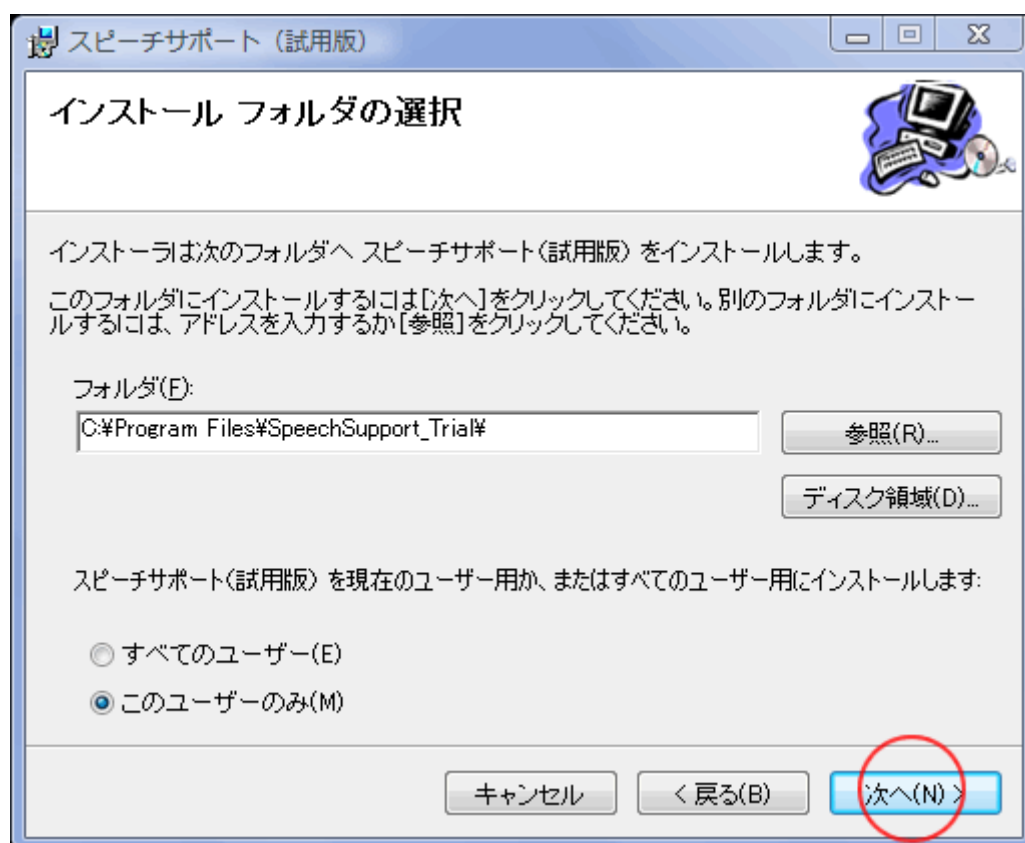 スピーチサポート（試用版）
インストール フォルダの選択
インストーラは次のフォルダへ スピーチサポート(試用版) をインストールします。
このフォルダにインストールするには[次へ]をクリックしてください。別のフォルダにインストー
ルするには、アドレスを入力するか[参照]をクリックしてください。
フォルダ(F):
C:¥Program Files¥SpeechSupport_Trial¥
参照(R)...
ディスク領域(D)...
スピーチサポート(試用版) を現在のユーザー用か、またはすべてのユーザー用にインストールします:
すべてのユーザー(E)
このユーザーのみ(M)
キャンセル
< 戻る(B)
次へ(N) >